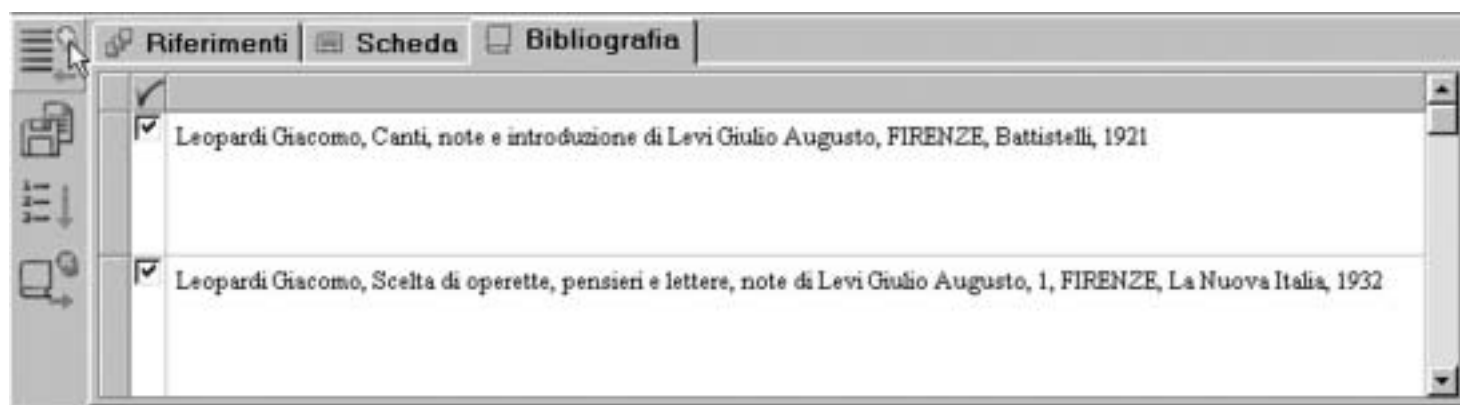 Riferimenti Scheda Bibliografia
Leopardi Giacomo, Canti, note e introduzione di Levi Giulio Augusto, FIRENZE, Battistelli, 1921
Leopardi Giacomo, Scelta di operette, pensieri e lettere, note di Levi Giulio Augusto, 1, FIRENZE, La Nuova Italia, 1932